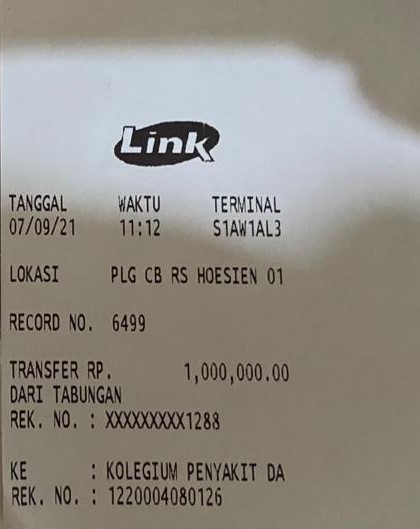 Link
TANGGAL WAKTU TERMINAL
07/09/21 11:12 S1AW1AL3
LOKASI PLG CB RS HOESIEN 01
RECORD NO. 6499
TRANSFER RP. 1,000,000.00
DARI TABUNGAN
REK. NO. : XXXXXXXXX1288
KE : KOLEGIUM PENYAKIT DA
REK. NO. : 1220004080126